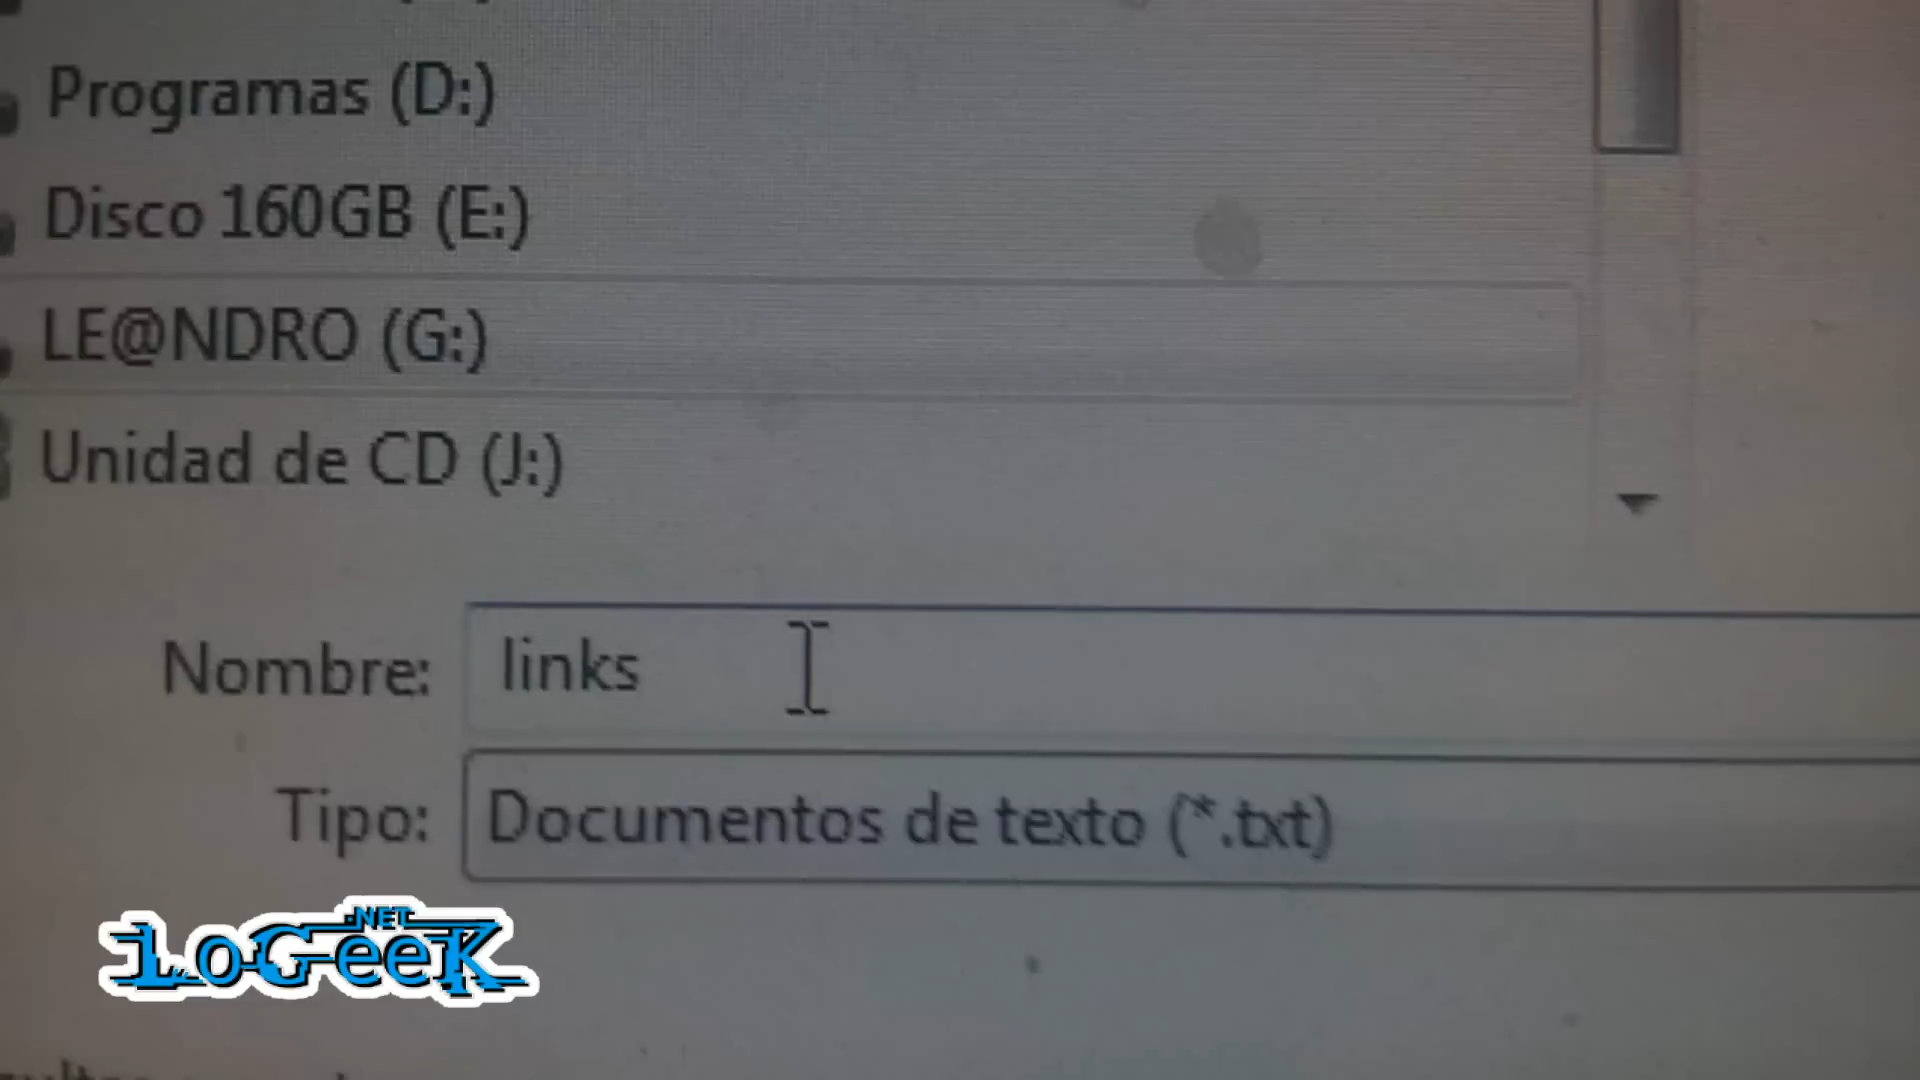 Programas (D:)
Disco 160GB (E:)
LE@NDRO (G:)
Unidad de CD (J:)
Nombre: links
Tipo: Documentos de texto (*.txt)
.NET
LoGeeK